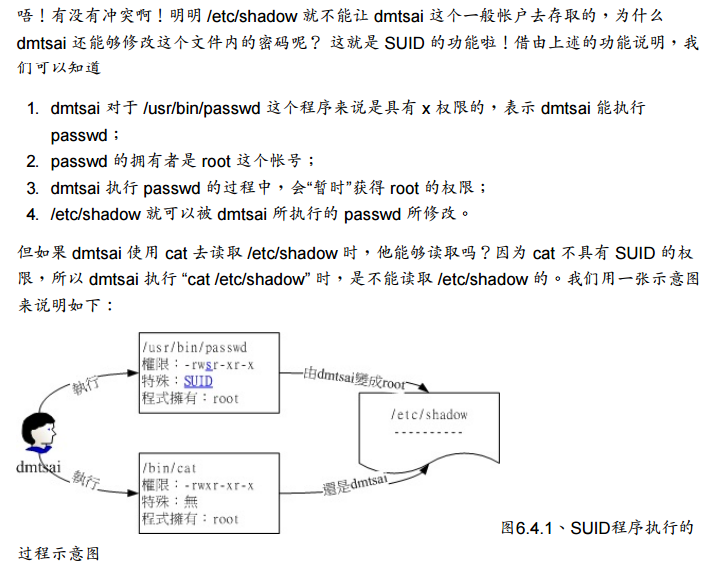 唔！有没有冲突啊！明明 /etc/shadow 就不能让 dmtsai 这个一般帐户去存取的，为什么
dmtsai 还能够修改这个文件内的密码呢？ 这就是 SUID 的功能啦！借由上述的功能说明，我
们可以知道
1. dmtsai 对于 /usr/bin/passwd 这个程序来说是具有 x 权限的，表示 dmtsai 能执行
passwd；
2. passwd 的拥有者是 root 这个帐号；
3. dmtsai 执行 passwd 的过程中，会“暂时”获得 root 的权限；
4. /etc/shadow 就可以被 dmtsai 所执行的 passwd 所修改。
但如果 dmtsai 使用 cat 去读取 /etc/shadow 时，他能够读取吗？因为 cat 不具有 SUID 的权
限，所以 dmtsai 执行 “cat /etc/shadow” 时，是不能读取 /etc/shadow 的。我们用一张示意图
来说明如下：
/usr/bin/passwd
權限：-rwsr-xr-x
特殊：SUID
程式擁有：root
執行
由dmtsai變成root
/etc/shadow
----------
dmtsai
執行
/bin/cat
權限：-rwxr-xr-x
特殊：無
程式擁有：root
還是dmtsai
图6.4.1、SUID程序执行的
过程示意图